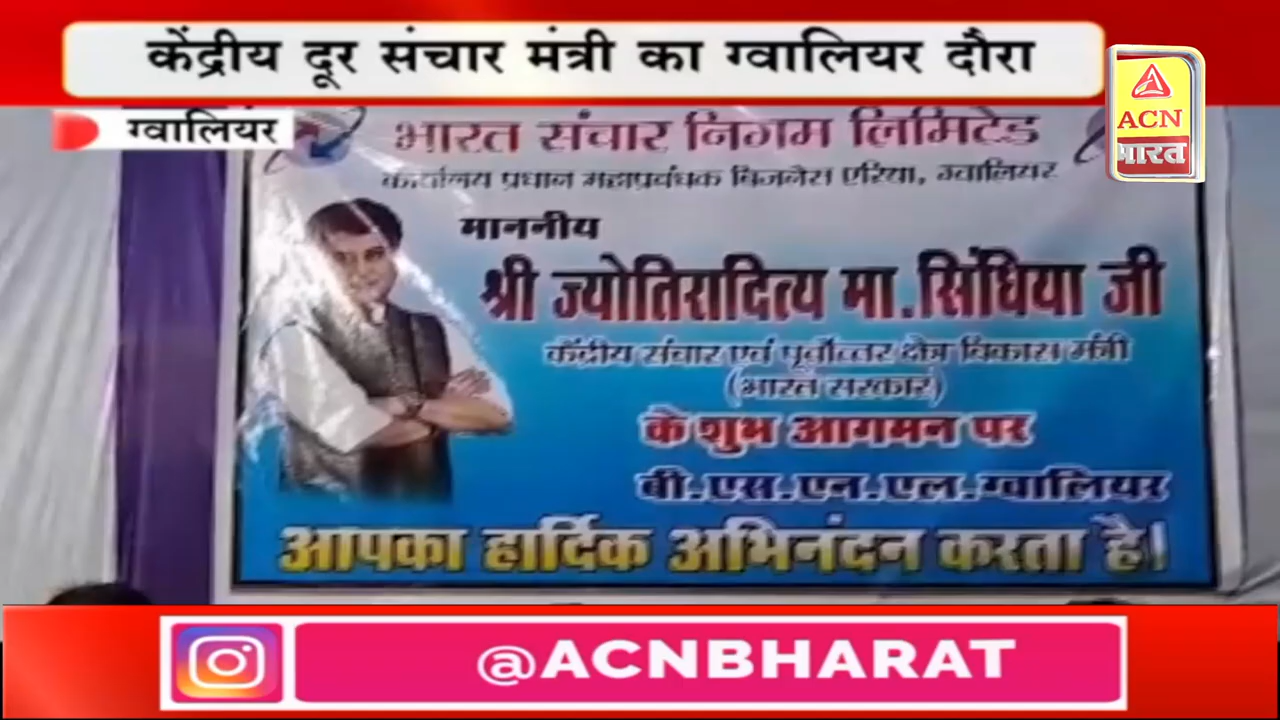 केंद्रीय दूर संचार मंत्री का ग्वालियर दौरा
ग्वालियर
ACN
भारत
भारत संचार निगम लिमिटेड
कार्यालय प्रधान महाप्रबंधक बिजनेस एरिया, ग्वालियर
माननीय
श्री ज्योतिरादित्य मा. सिंधिया जी
केंद्रीय संचार एवं पूर्वोत्तर क्षेत्र विकास मंत्री
(भारत सरकार)
के शुभ आगमन पर
बी.एस.एन.एल. ग्वालियर
आपका हार्दिक अभिनंदन करता है।
@ACNBHARAT